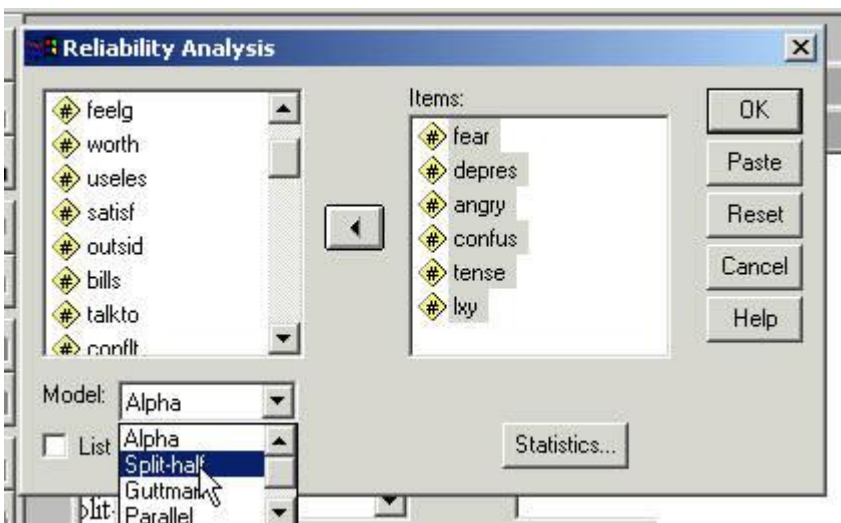 Reliability Analysis
feelg
worth
useles
satisf
outsid
bills
talkto
conflt
Items:
fear
depres
angry
confus
tense
lxy
OK
Paste
Reset
Cancel
Help
Model:
Alpha
List
Alpha
Split-half
Guttman
Parallel
Statistics...